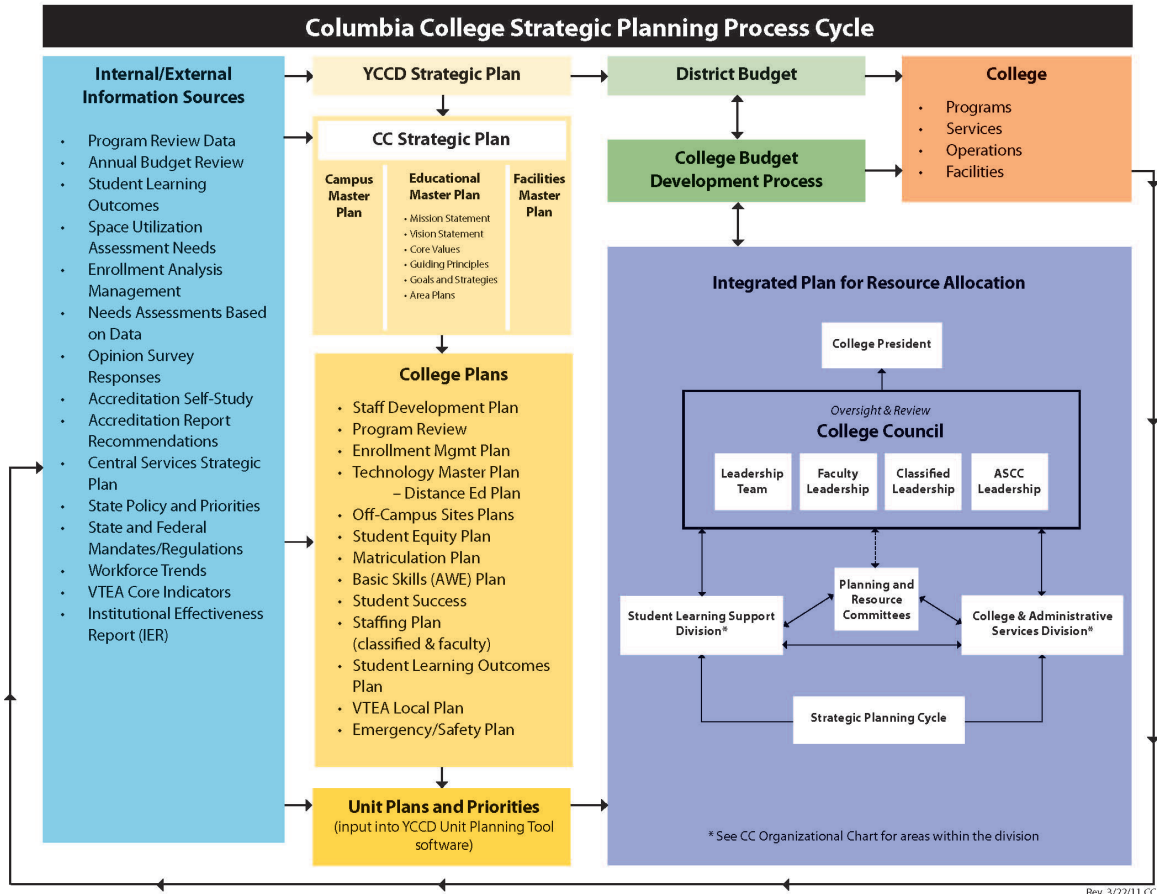 Columbia College Strategic Planning Process Cycle
Internal/External
Information Sources
• Program Review Data
• Annual Budget Review
• Student Learning
Outcomes
• Space Utilization
Assessment Needs
• Enrollment Analysis
Management
• Needs Assessments Based
on Data
• Opinion Survey
Responses
• Accreditation Self-Study
• Accreditation Report
Recommendations
• Central Services Strategic
Plan
• State Policy and Priorities
• State and Federal
Mandates/Regulations
• Workforce Trends
• VTEA Core Indicators
• Institutional Effectiveness
Report (IER)
YCCD Strategic Plan
CC Strategic Plan
Campus
Master
Plan
Educational
Master Plan
• Mission Statement
• Vision Statement
• Core Values
• Guiding Principles
• Goals and Strategies
• Area Plans
Facilities
Master
Plan
College Plans
• Staff Development Plan
• Program Review
• Enrollment Mgmt Plan
• Technology Master Plan
– Distance Ed Plan
• Off-Campus Sites Plans
• Student Equity Plan
• Matriculation Plan
• Basic Skills (AWE) Plan
• Student Success
• Staffing Plan
(classified & faculty)
• Student Learning Outcomes
Plan
• VTEA Local Plan
• Emergency/Safety Plan
Unit Plans and Priorities
(input into YCCD Unit Planning Tool
software)
District Budget
College Budget
Development Process
College
• Programs
• Services
• Operations
• Facilities
Integrated Plan for Resource Allocation
College President
Oversight & Review
College Council
Leadership
Team
Faculty
Leadership
Classified
Leadership
ASCC
Leadership
Planning and
Resource
Committees
Student Learning Support
Division*
College & Administrative
Services Division*
Strategic Planning Cycle
* See CC Organizational Chart for areas within the division
Rev. 3/22/11 CC